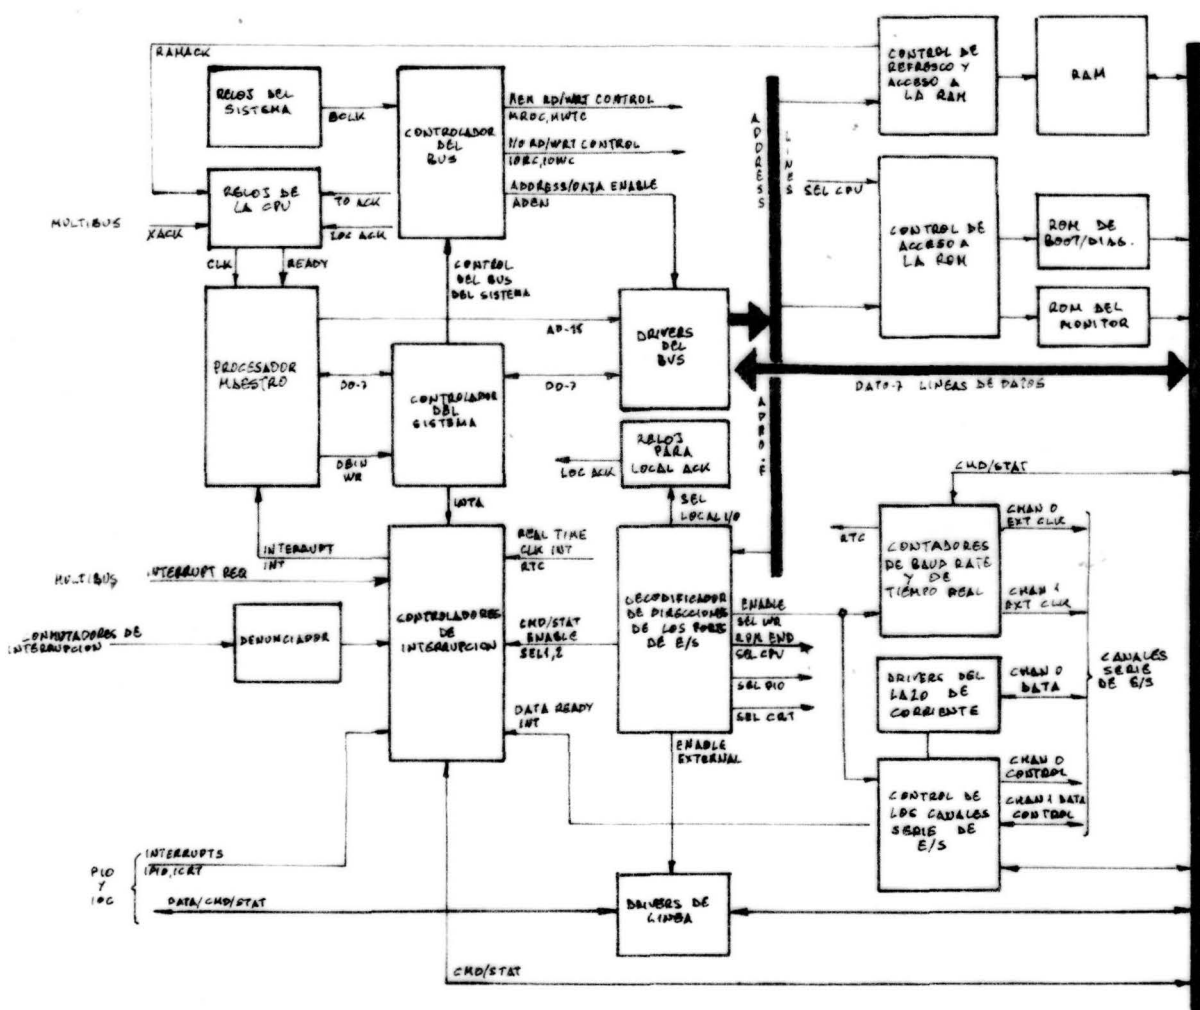 RAMACK
RELOJ DEL
SISTEMA
BCLK
CONTROLADOR
DEL
BUS
MEM RD/WRT CONTROL
MRDC, MWTC
I/O RD/WRT CONTROL
IORC, IOWC
ADDRESS/DATA ENABLE
ADEN
ADDRESS
LINES
CONTROL DE
REFRESCO Y
ACCESO A
LA RAM
RAM
RELOJ DE
LA CPU
TO ACK
LOC ACK
MULTIBUS
XACK
CLK
READY
CONTROL
DEL BUS
DEL SISTEMA
SEL CPU
CONTROL DE
ACCESO A
LA ROM
ROM DE
BOOT/DIAG.
ROM DEL
MONITOR
PROCESADOR
MAESTRO
A0-15
D0-7
CONTROLADOR
DEL
SISTEMA
D0-7
DRIVERS
DEL
BUS
DAT0-7 LINEAS DE DATOS
ADR0-F
DBIN
WR
RELOJ
PARA
LOCAL ACK
LOC ACK
SEL
LOCAL I/O
INTA
INTERRUPT
INT
REAL TIME
CLK INT
RTC
MULTIBUS
INTERRUPT REQ
CONTROLADORES
DE
INTERRUPCION
CONMUTADORES DE
INTERRUPCION
DENUNCIADOR
CMD/STAT
ENABLE
SEL1,2
DATA READY
INT
DECODIFICADOR
DE DIRECCIONES
DE LOS PORTS
DE E/S
ENABLE
SEL WR
ROM END
SEL CPU
SEL PIO
SEL CRT
ENABLE
EXTERNAL
CMD/STAT
RTC
CONTADORES
DE BAUD RATE
Y DE
TIEMPO REAL
CHAN 0
EXT CLK
CHAN 1
EXT CLK
DRIVERS DEL
LAZO DE
CORRIENTE
CHAN 0
DATA
CANALES
SERIE
DE E/S
CONTROL DE
LOS CANALES
SERIE DE
E/S
CHAN 0
CONTROL
CHAN 1 DATA
CONTROL
PIO
Y
IOC
INTERRUPTS
IPIO, ICRT
DATA/CMD/STAT
DRIVERS DE
LINEA
CMD/STAT